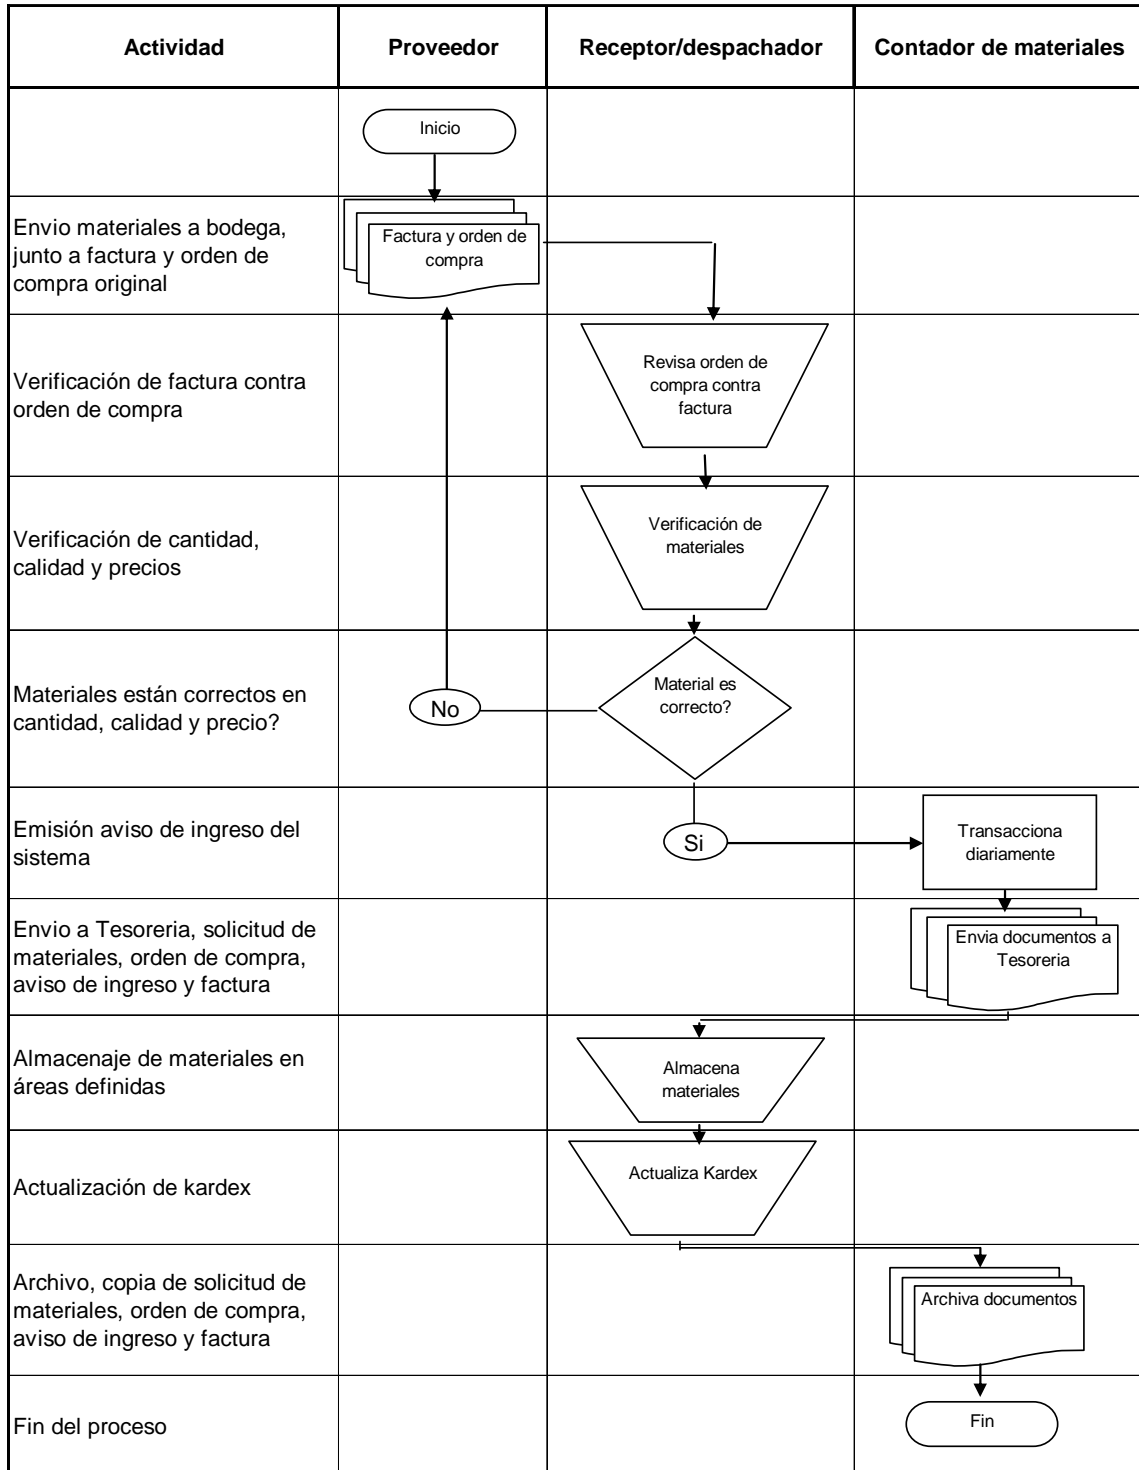 Actividad
Proveedor
Receptor/despachador
Contador de materiales
Inicio
Envio materiales a bodega,
junto a factura y orden de
compra original
Factura y orden de
compra
Verificación de factura contra
orden de compra
Revisa orden de
compra contra
factura
Verificación de cantidad,
calidad y precios
Verificación de
materiales
Materiales están correctos en
cantidad, calidad y precio?
No
Material es
correcto?
Emisión aviso de ingreso del
sistema
Si
Transacciona
diariamente
Envio a Tesoreria, solicitud de
materiales, orden de compra,
aviso de ingreso y factura
Envia documentos a
Tesoreria
Almacenaje de materiales en
áreas definidas
Almacena
materiales
Actualización de kardex
Actualiza Kardex
Archivo, copia de solicitud de
materiales, orden de compra,
aviso de ingreso y factura
Archiva documentos
Fin del proceso
Fin